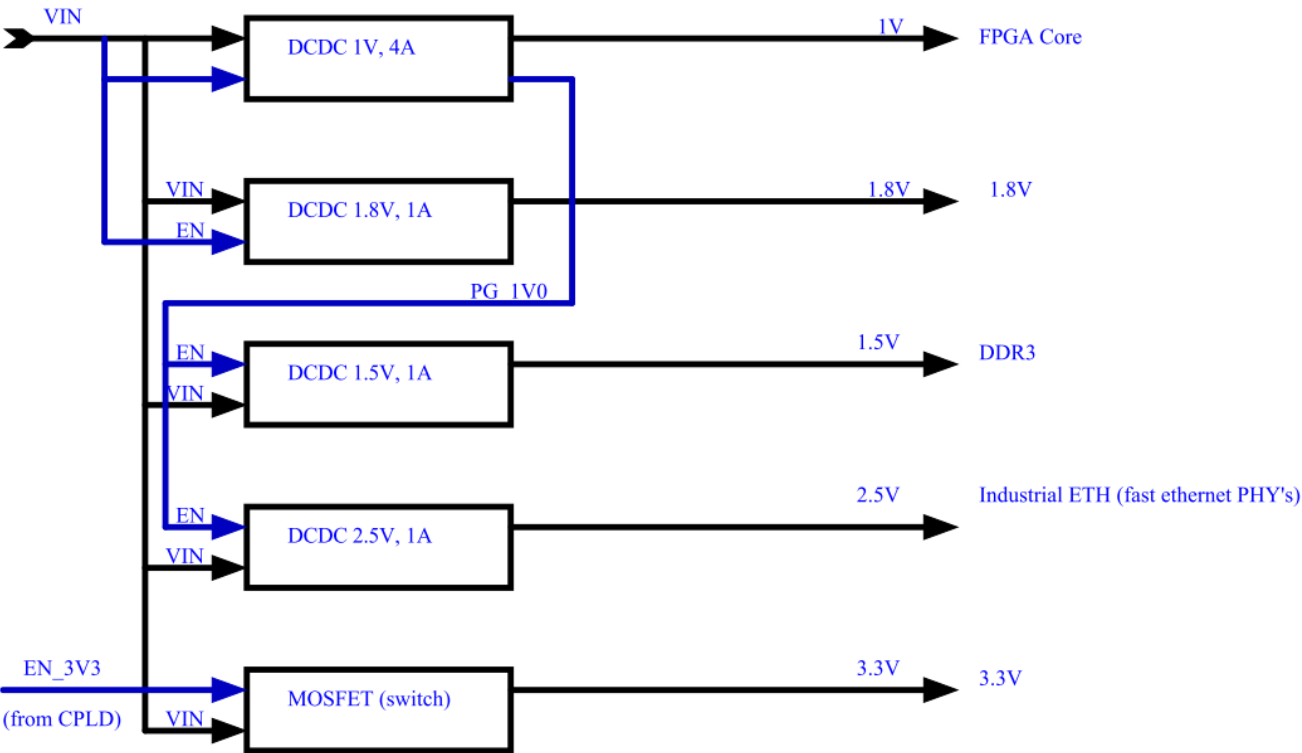 VIN
DCDC 1V, 4A
1V
FPGA Core
VIN
EN
DCDC 1.8V, 1A
1.8V
1.8V
PG_1V0
EN
VIN
DCDC 1.5V, 1A
1.5V
DDR3
EN
VIN
DCDC 2.5V, 1A
2.5V
Industrial ETH (fast ethernet PHY's)
EN_3V3
(from CPLD)
VIN
MOSFET (switch)
3.3V
3.3V